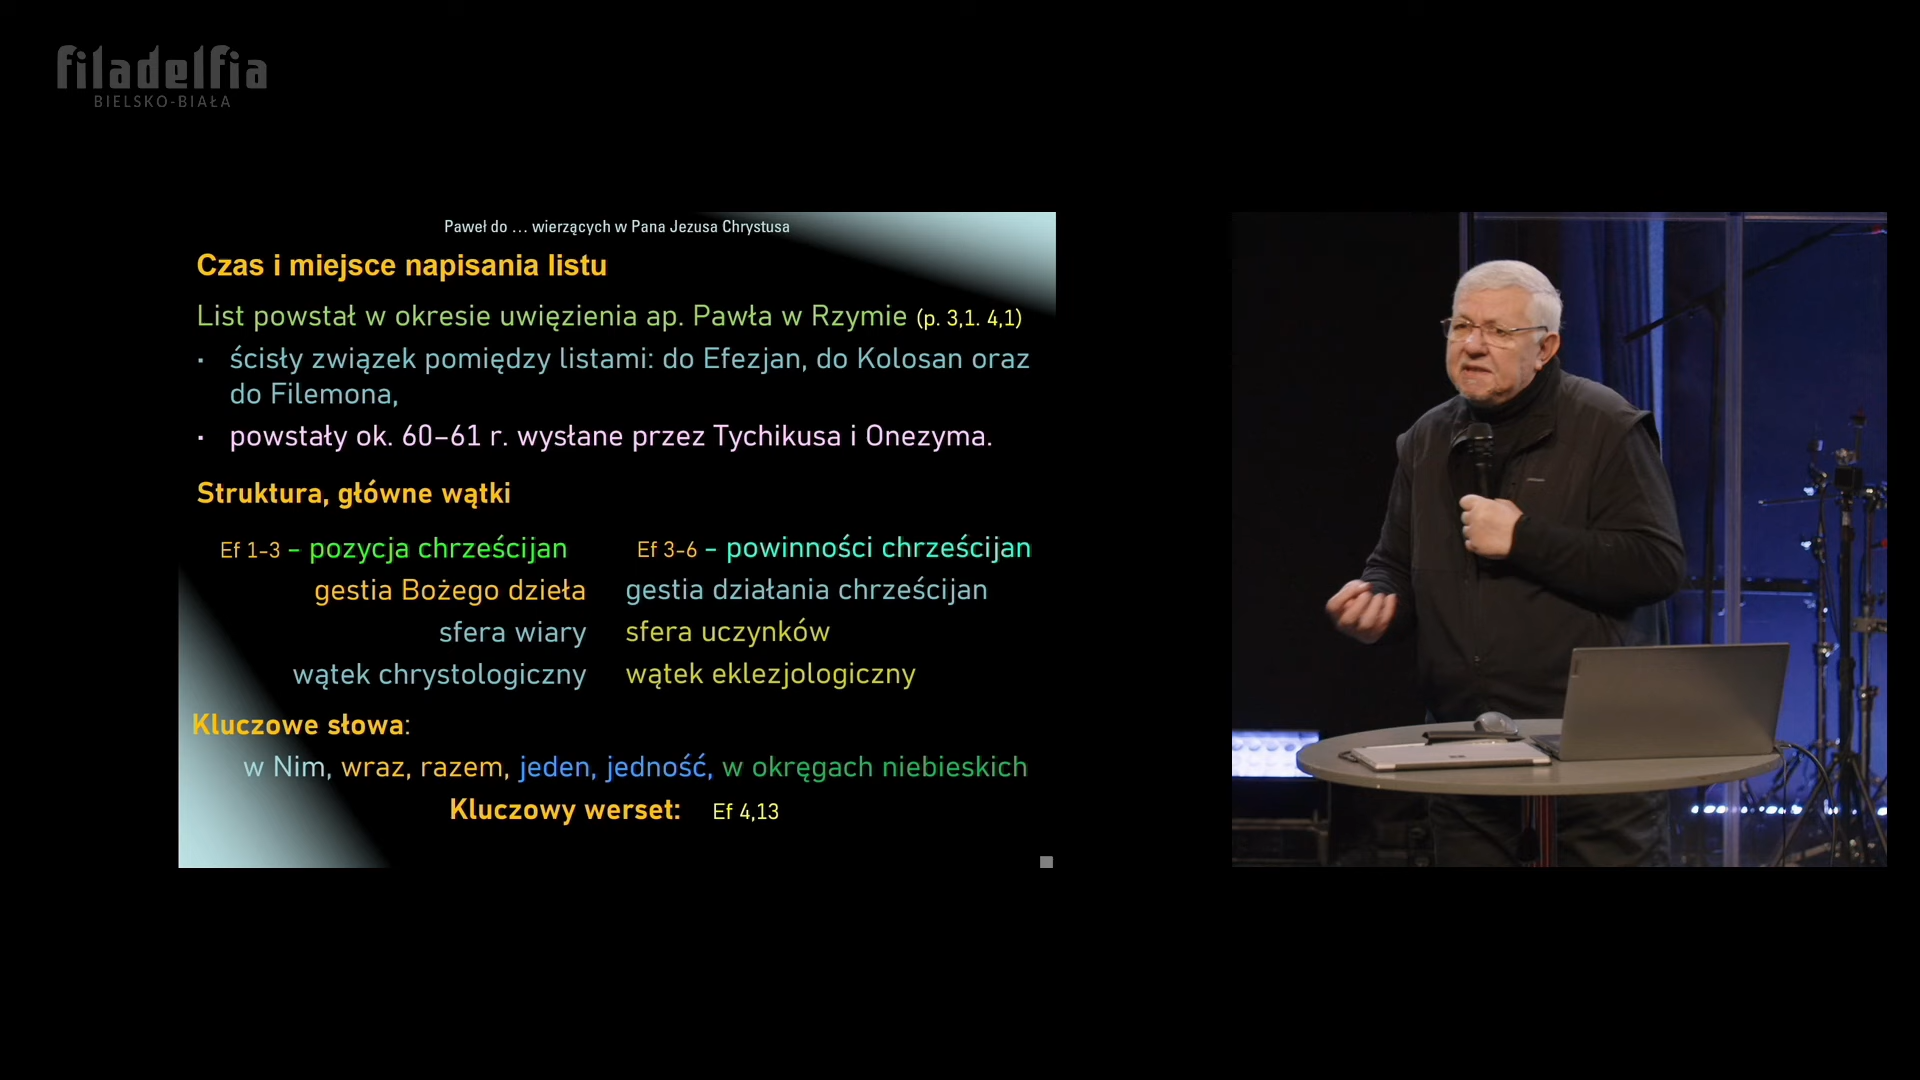 filadelfia
BIELSKO-BIAŁA
Paweł do … wierzących w Pana Jezusa Chrystusa
Czas i miejsce napisania listu
List powstał w okresie uwięzienia ap. Pawła w Rzymie (p. 3,1. 4,1)
· ścisły związek pomiędzy listami: do Efezjan, do Kolosan oraz
do Filemona,
· powstały ok. 60–61 r. wysłane przez Tychikusa i Onezyma.
Struktura, główne wątki
Ef 1-3 – pozycja chrześcijan
gestia Bożego dzieła
sfera wiary
wątek chrystologiczny
Ef 3-6 – powinności chrześcijan
gestia działania chrześcijan
sfera uczynków
wątek eklezjologiczny
Kluczowe słowa:
w Nim, wraz, razem, jeden, jedność, w okręgach niebieskich
Kluczowy werset: Ef 4,13